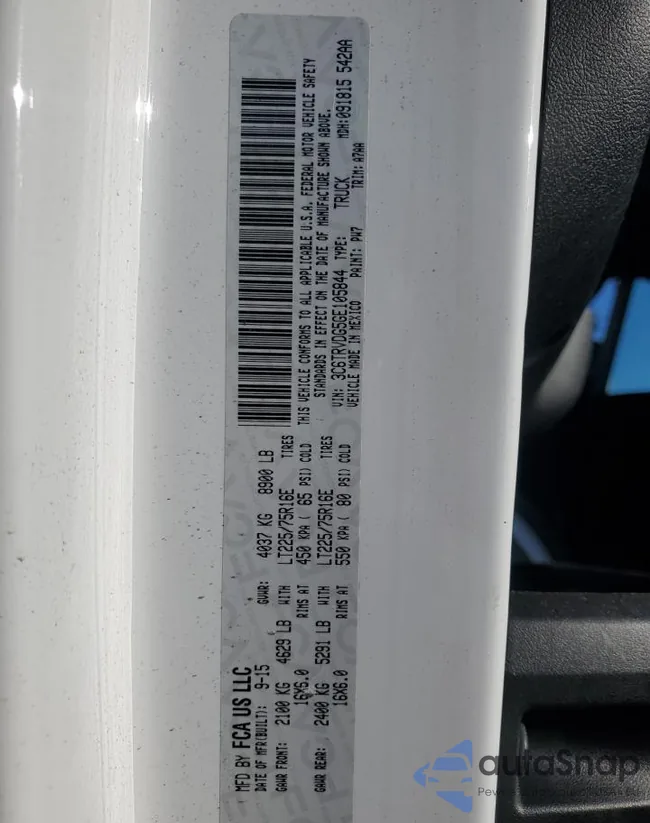 MFD BY FCA US LLC
DATE OF MFR(BUILT): 9-15 GVWR: 4037 KG 8900 LB
GAWR FRONT: 2100 KG 4629 LB WITH LT225/75R16E TIRES
16X6.0 RIMS AT 450 KPA ( 65 PSI) COLD
GAWR REAR: 2400 KG 5291 LB WITH LT225/75R16E TIRES
16X6.0 RIMS AT 550 KPA ( 80 PSI) COLD
THIS VEHICLE CONFORMS TO ALL APPLICABLE U.S.A. FEDERAL MOTOR VEHICLE SAFETY
STANDARDS IN EFFECT ON THE DATE OF MANUFACTURE SHOWN ABOVE.
VIN: 3C6TRVDG5GE105844 TYPE: TRUCK MDH:091815 542AA
VEHICLE MADE IN MEXICO PAINT: PW7 TRIM: A7AA
autoSnap